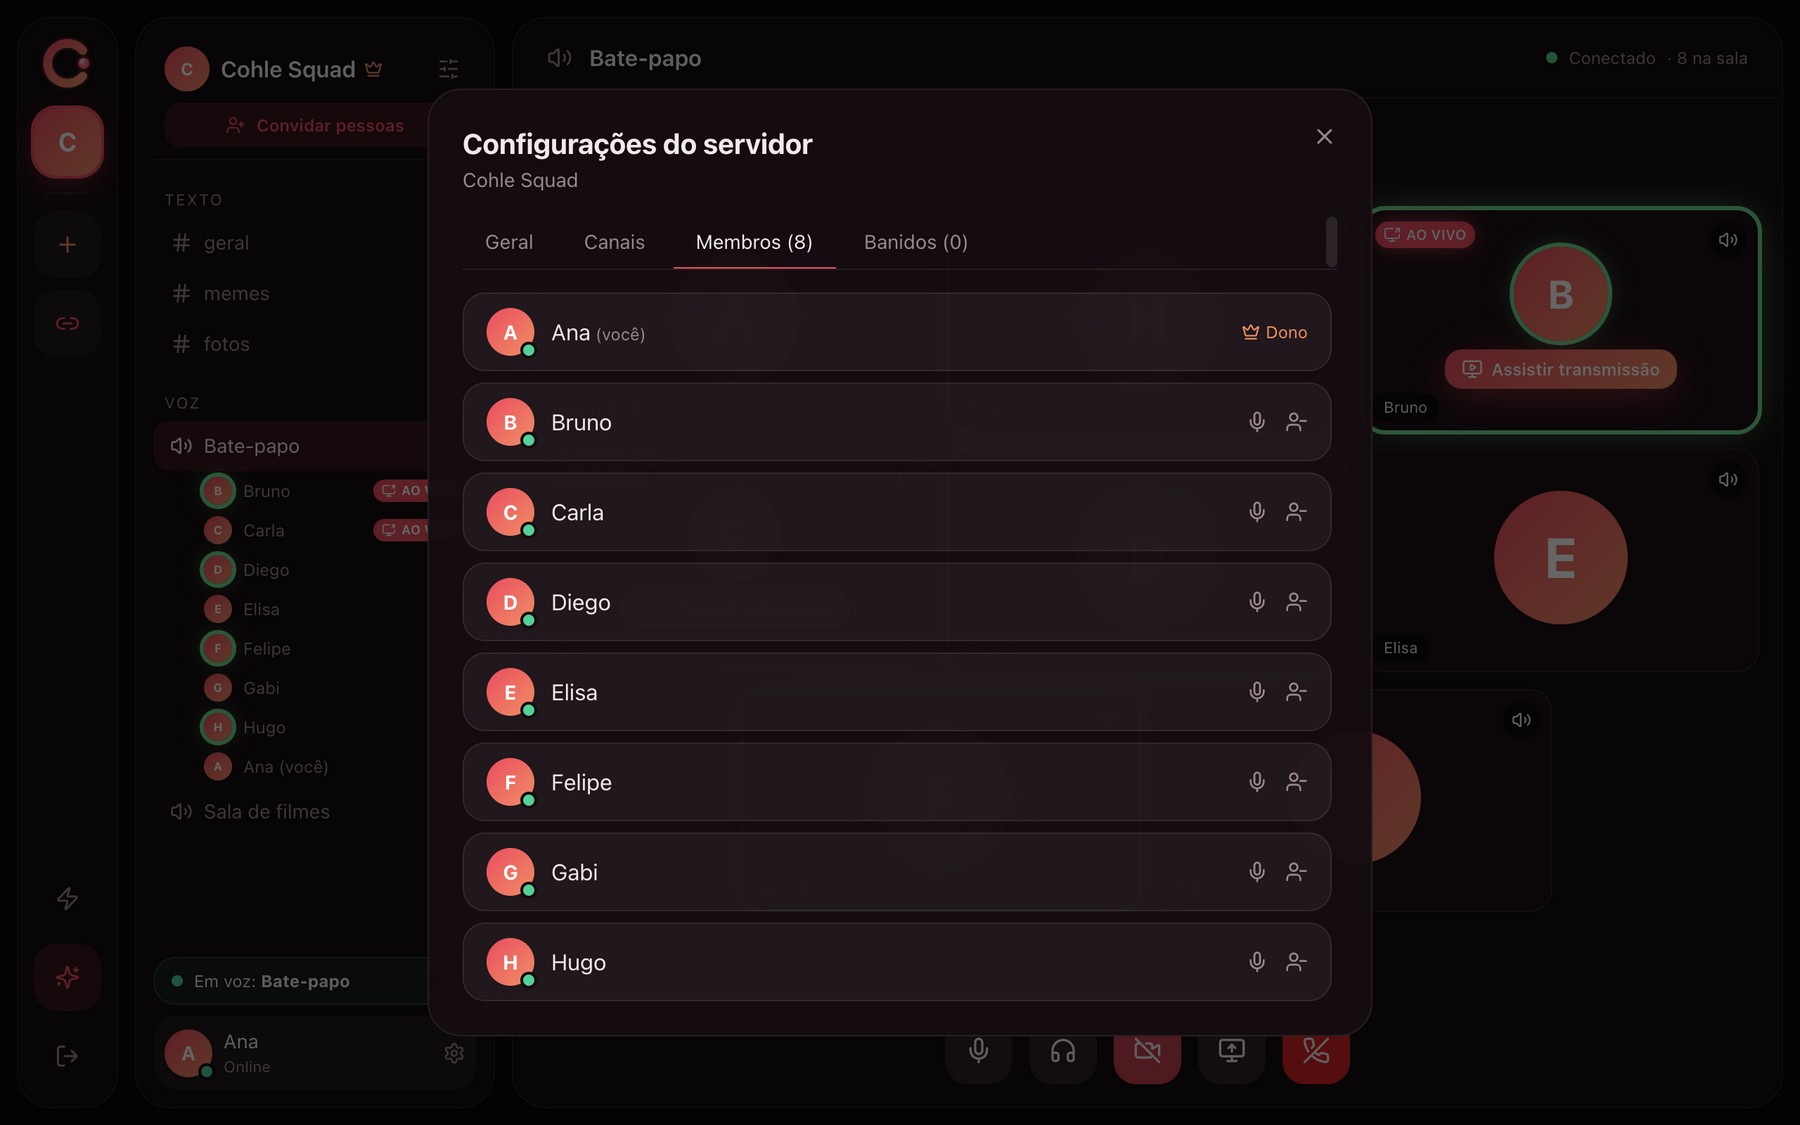 C
Cohle Squad
Convidar pessoas
TEXTO
geral
memes
fotos
VOZ
Bate-papo
B Bruno AO V
C Carla AO V
D Diego
E Elisa
F Felipe
G Gabi
H Hugo
A Ana (você)
Sala de filmes
Em voz: Bate-papo
A Ana
Online
C
Bate-papo
Conectado · 8 na sala
Configurações do servidor
Cohle Squad
Geral Canais Membros (8) Banidos (0)
A Ana (você) Dono
B Bruno
C Carla
D Diego
E Elisa
F Felipe
G Gabi
H Hugo
AO VIVO
B
Assistir transmissão
Bruno
E
Elisa